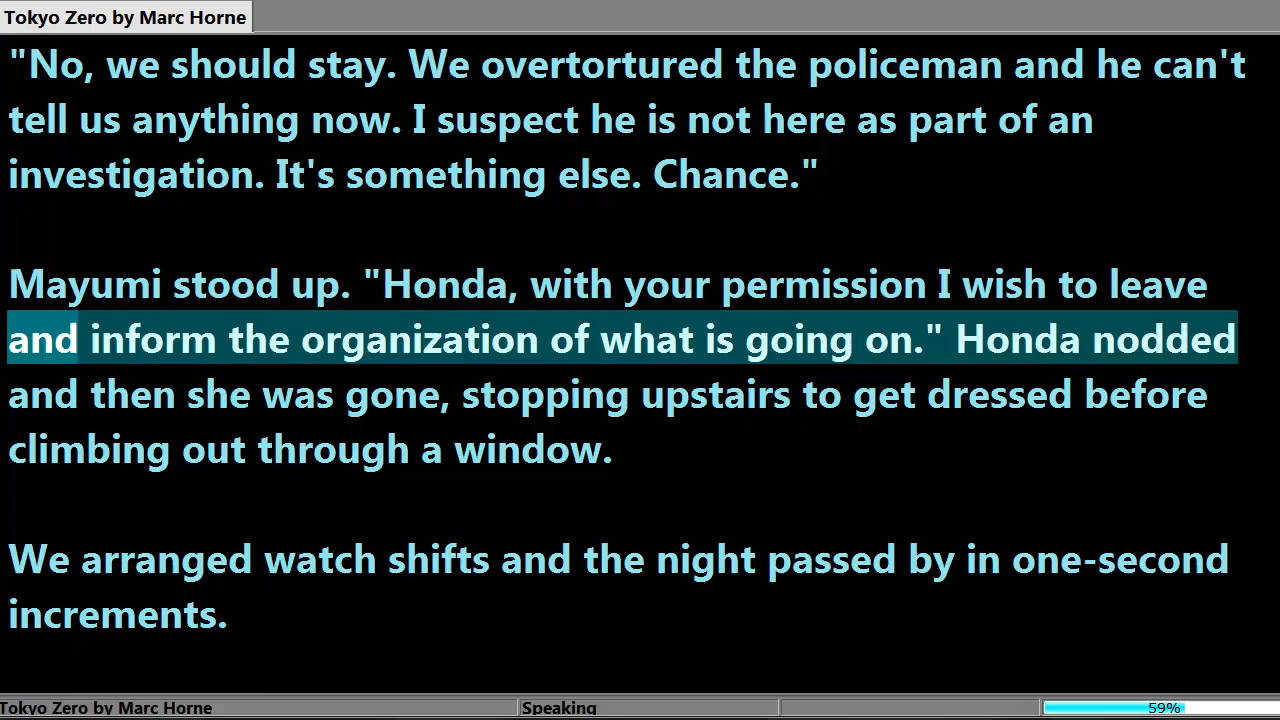 Tokyo Zero by Marc Horne
"No, we should stay. We overtortured the policeman and he can't
tell us anything now. I suspect he is not here as part of an
investigation. It's something else. Chance."
Mayumi stood up. "Honda, with your permission I wish to leave
and inform the organization of what is going on." Honda nodded
and then she was gone, stopping upstairs to get dressed before
climbing out through a window.
We arranged watch shifts and the night passed by in one-second
increments.
Tokyo Zero by Marc Horne
Speaking
59%